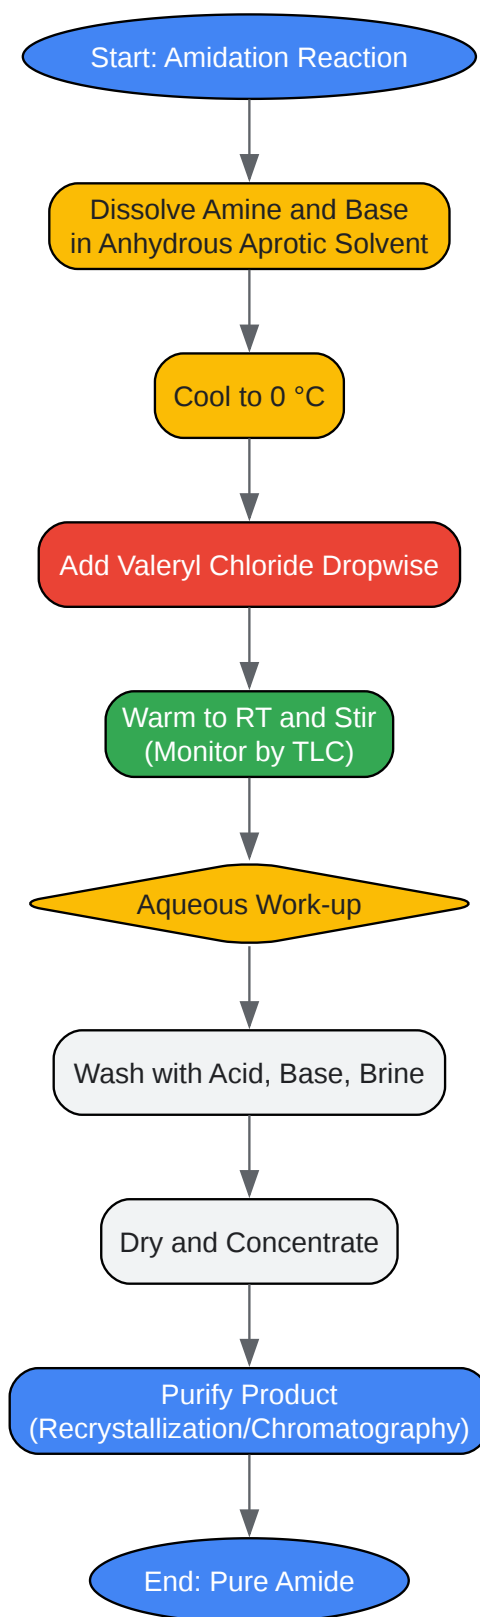 Start: Amidation Reaction
Dissolve Amine and Base
in Anhydrous Aprotic Solvent
Cool to 0 °C
Add Valeryl Chloride Dropwise
Warm to RT and Stir
(Monitor by TLC)
Aqueous Work-up
Wash with Acid, Base, Brine
Dry and Concentrate
Purify Product
(Recrystallization/Chromatography)
End: Pure Amide